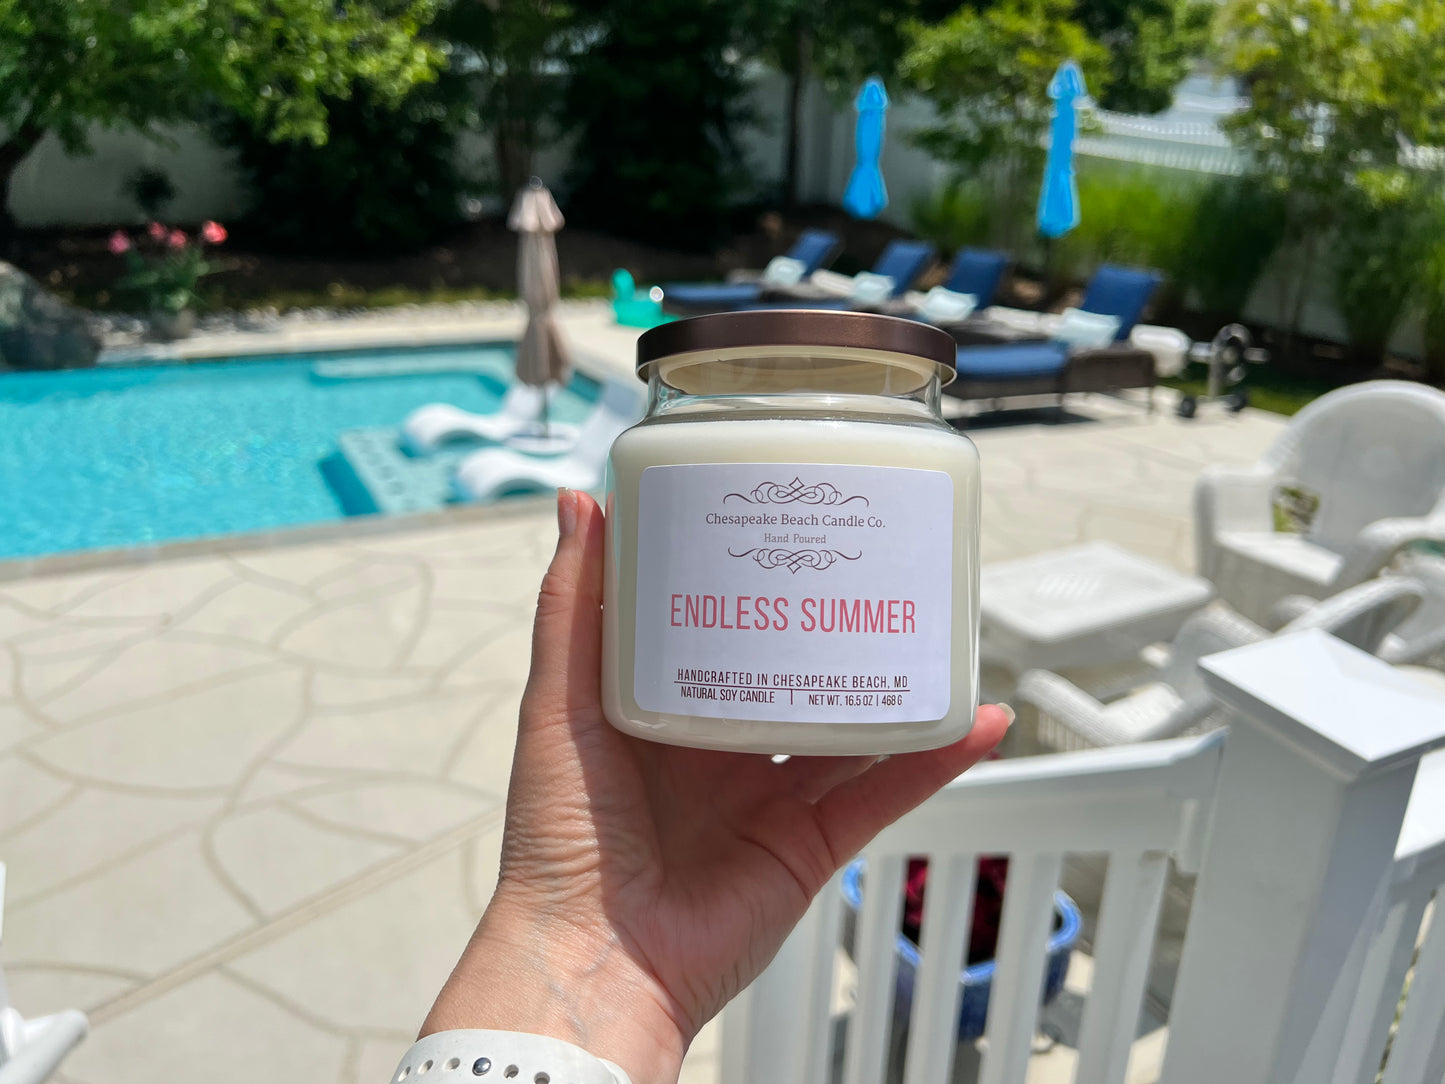 Chesapeake Beach Candle Co.
Hand Poured
ENDLESS SUMMER
HANDCRAFTED IN CHESAPEAKE BEACH, MD
NATURAL SOY CANDLE | NET WT. 16.5 OZ | 468 G